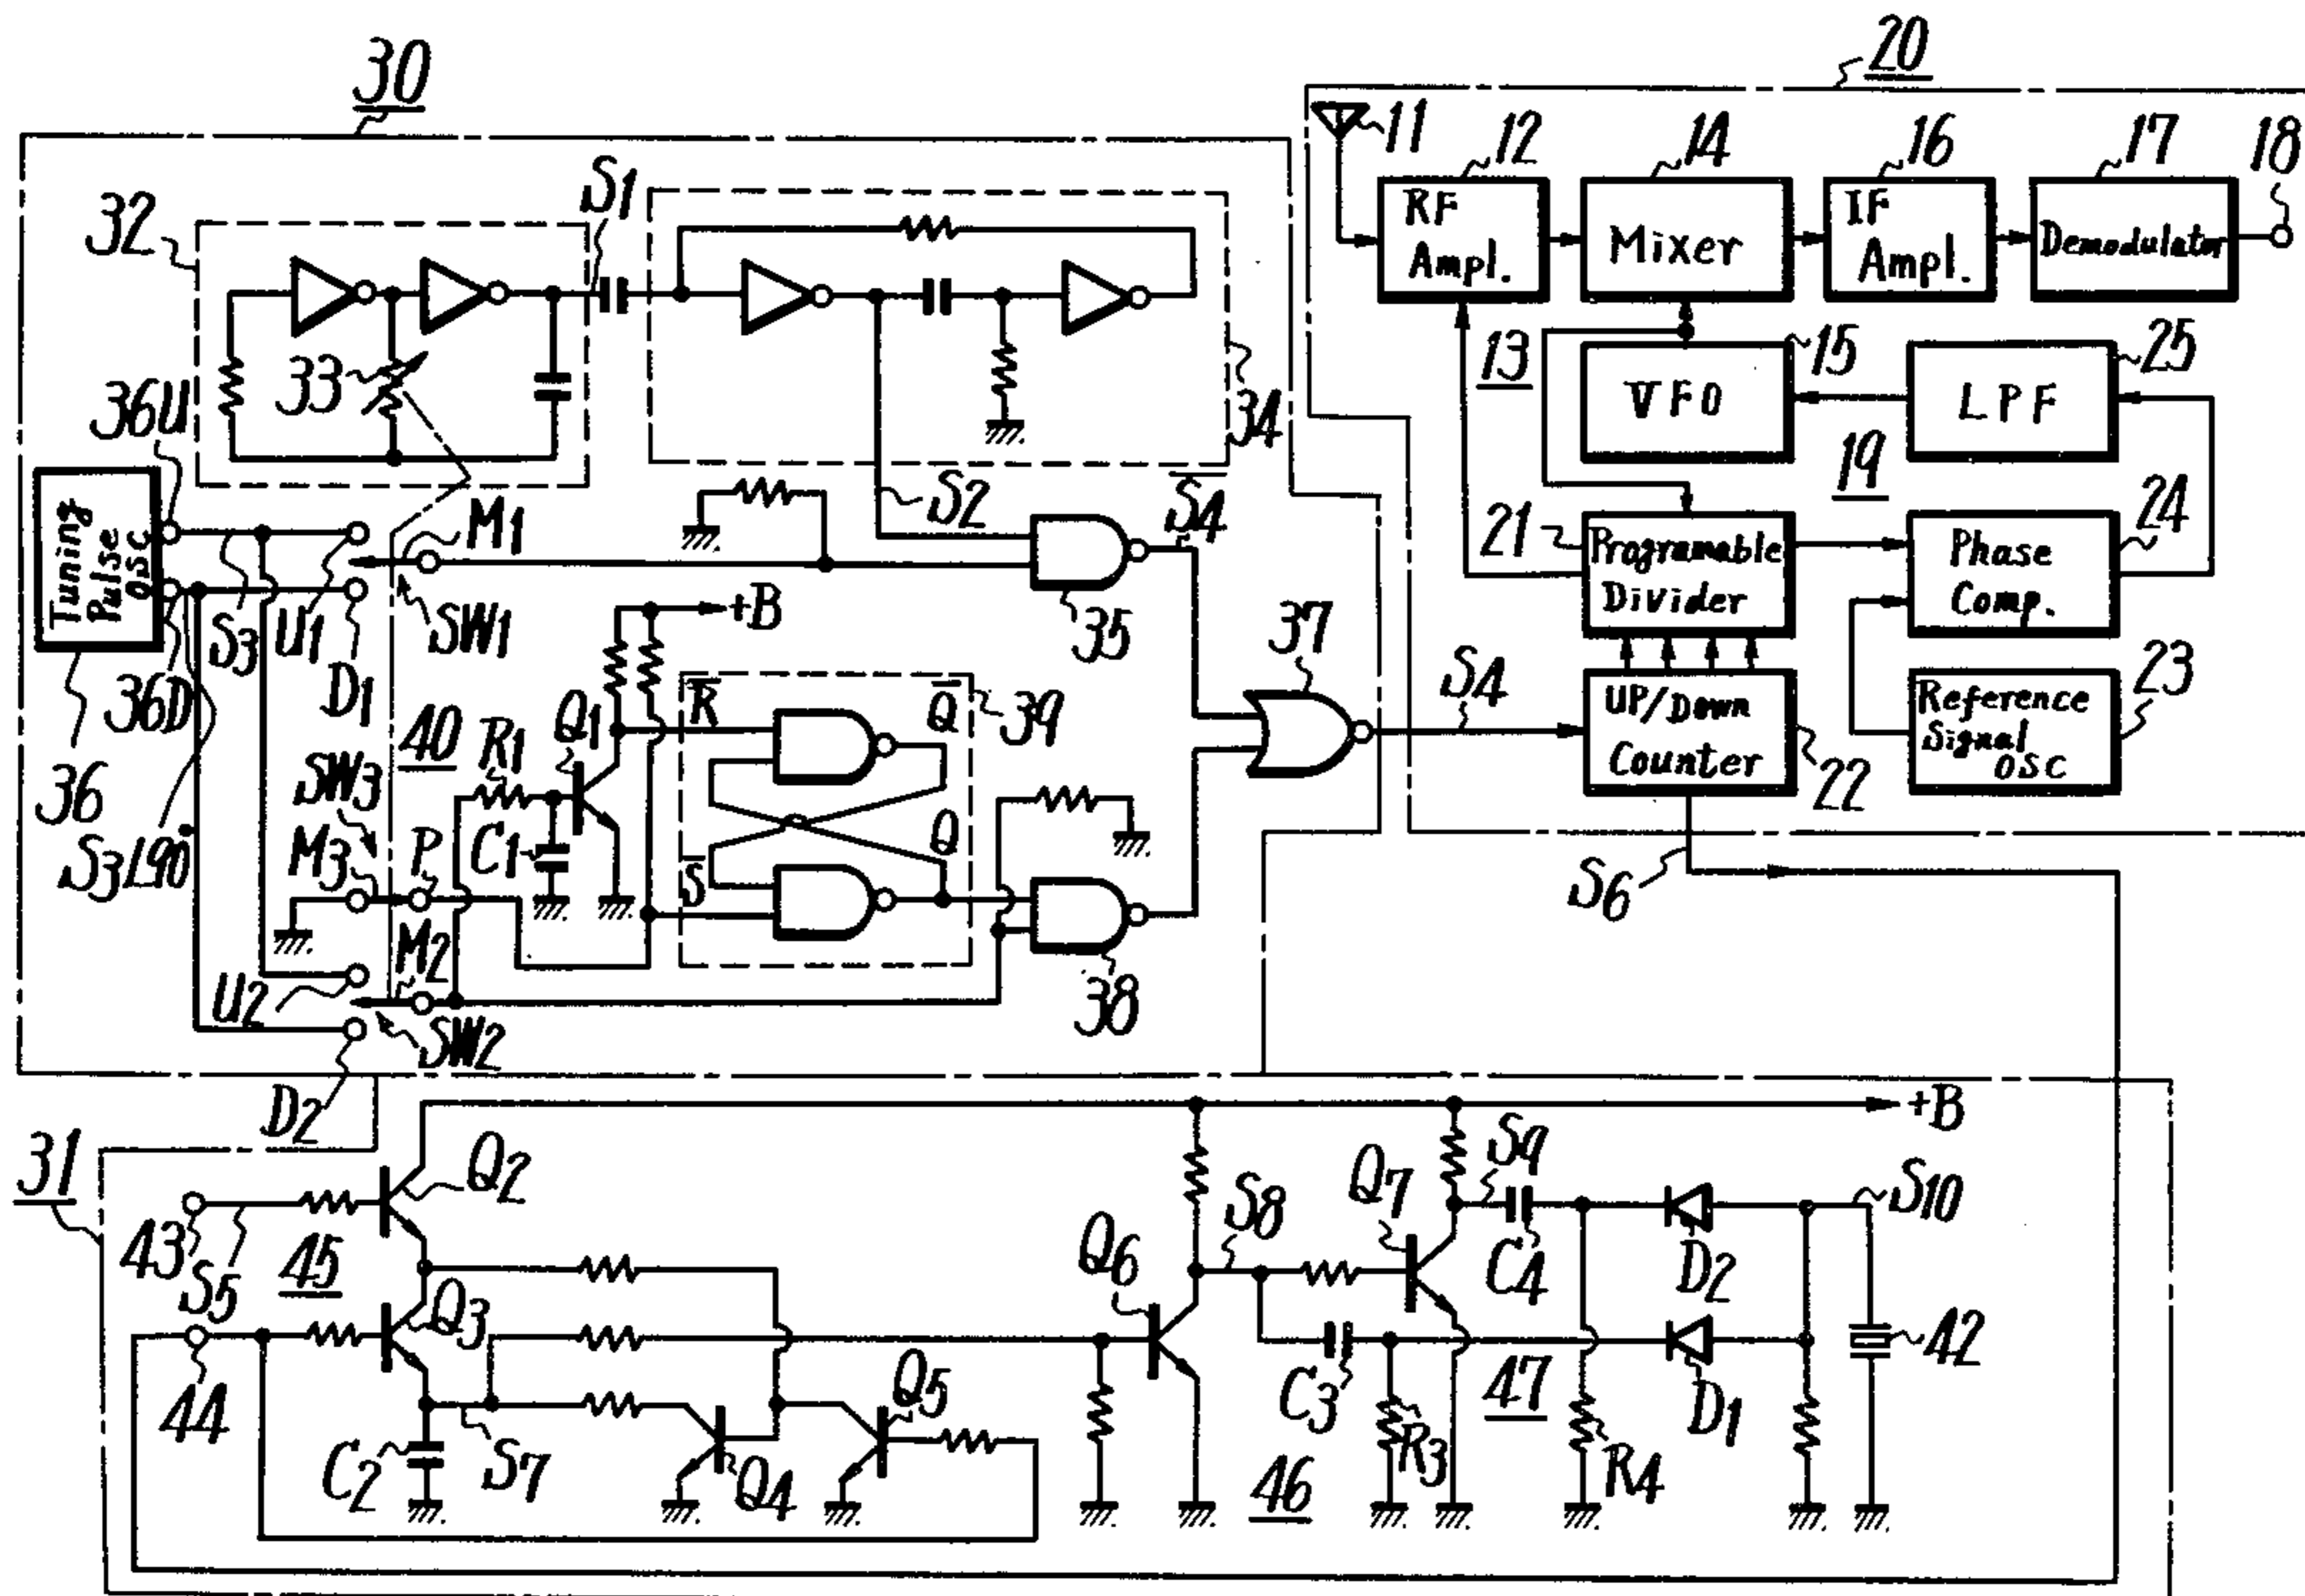 30
20
11
12
14
16
17
18
RF
Ampl.
Mixer
IF
Ampl.
Demodulator
32
S1
33
34
36U
13
15
25
VFO
LPF
19
S2
S4
M1
21
24
Tuning
Pulse
OSC
Programable
Divider
Phase
Comp.
S3
U1
SW1
+B
35
37
36D
D1
40
R1
Q1
R
Q
39
S4
UP/Down
Counter
22
Reference
Signal
OSC
23
36
SW3
M3
P
C1
Q
S
S3∠90°
S6
M2
U2
SW2
38
D2
+B
31
Q2
43
S5
45
Q3
S8
Q7
S9
S10
Q6
C4
D2
44
Q5
C3
47
D1
42
C2
S7
Q4
46
R3
R4